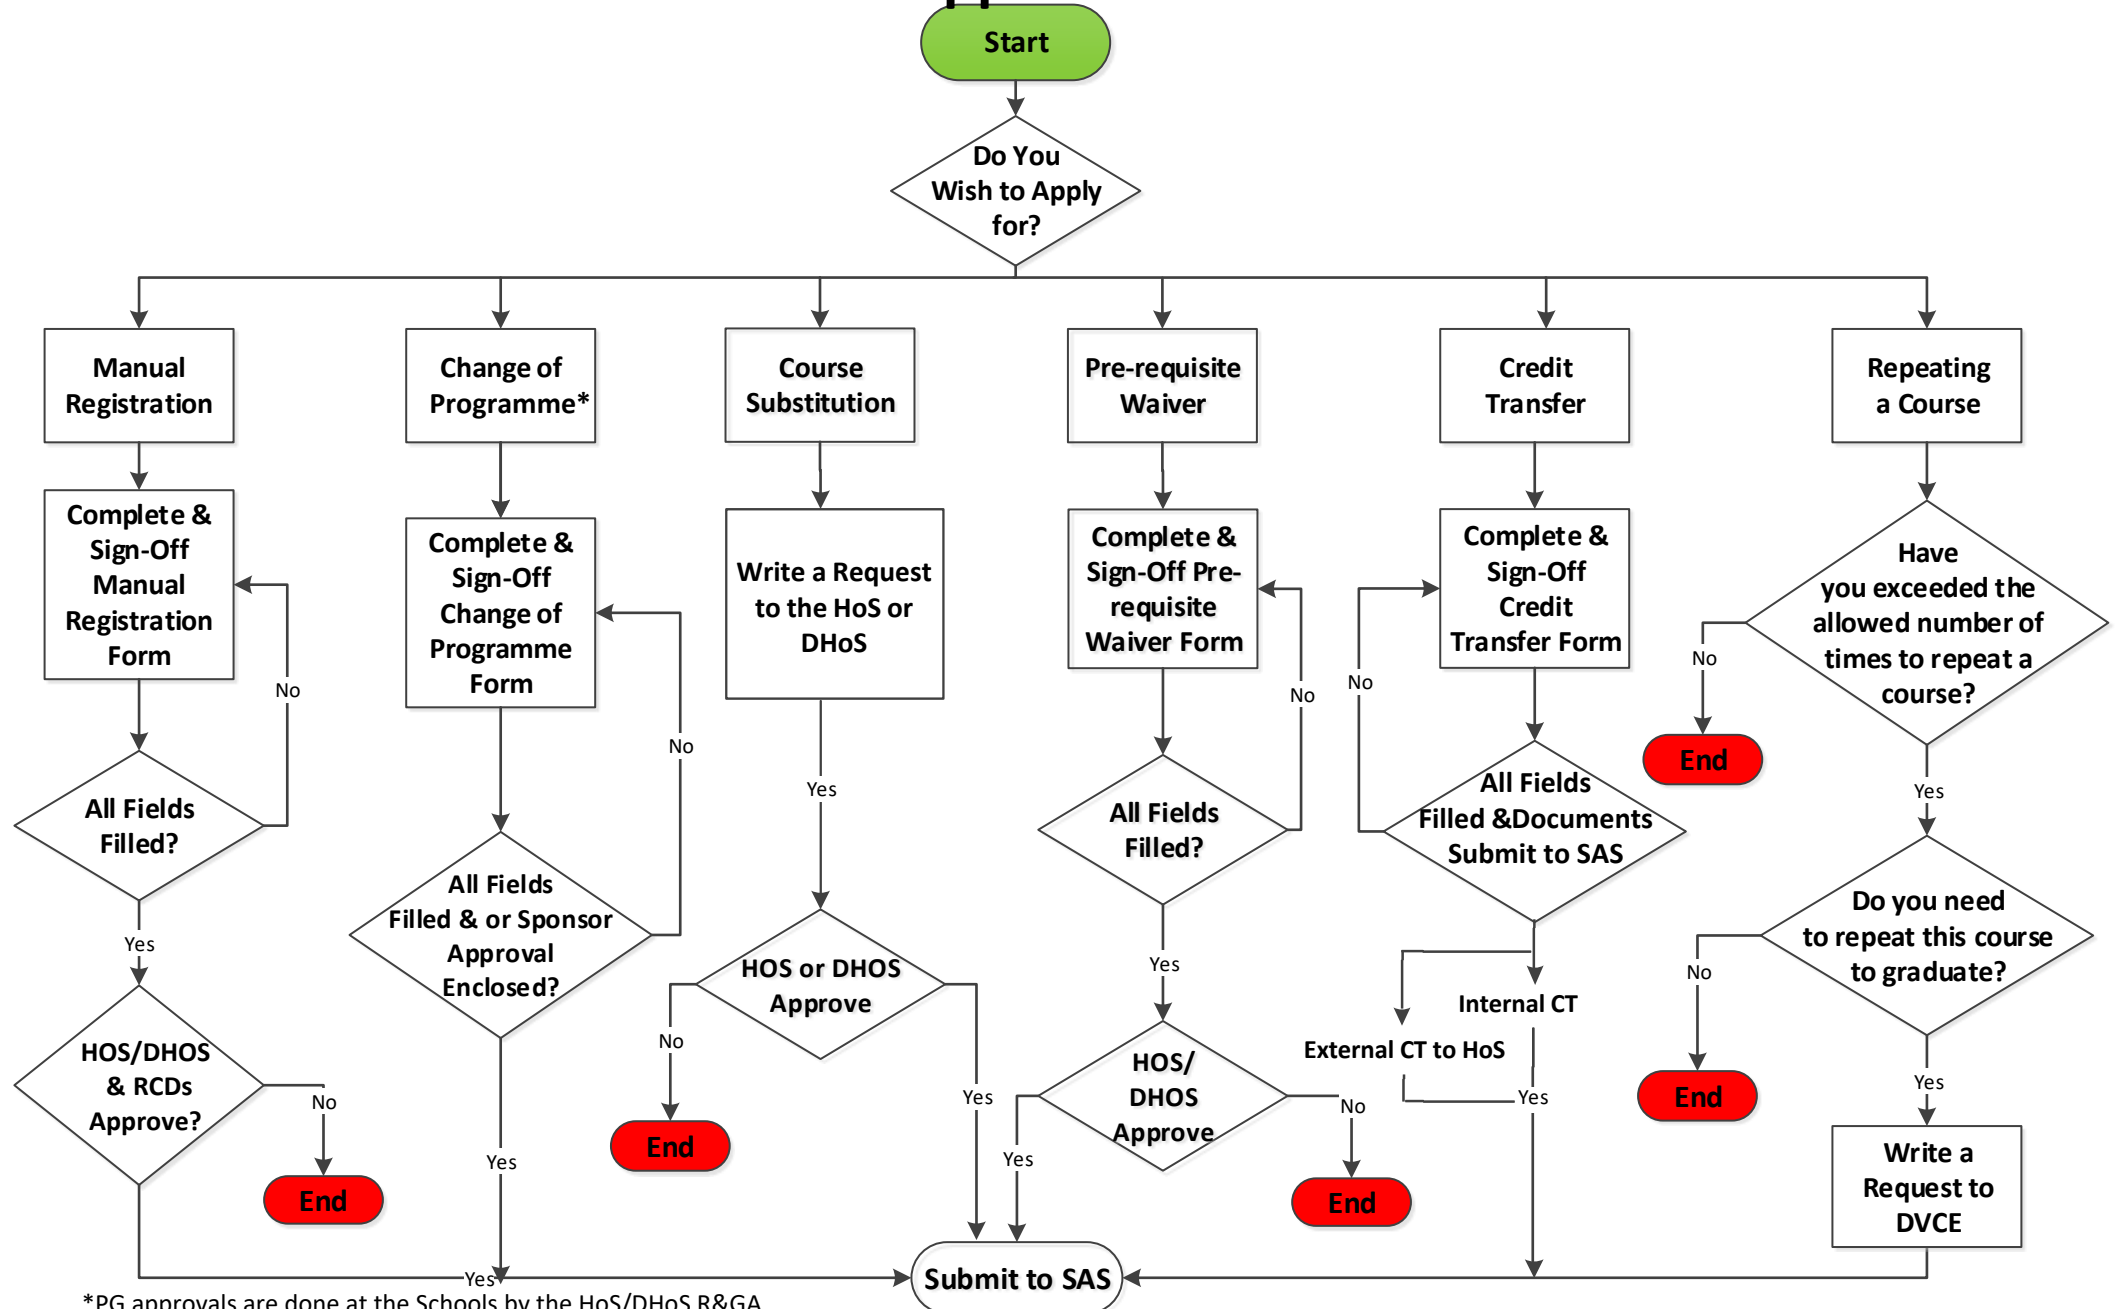 Start
Do You
Wish to Apply
for?
Manual
Registration
Change of
Programme*
Course
Substitution
Pre-requisite
Waiver
Credit
Transfer
Repeating
a Course
Complete &
Sign-Off
Manual
Registration
Form
Complete &
Sign-Off
Change of
Programme
Form
Write a Request
to the HoS or
DHoS
Complete &
Sign-Off Pre-
requisite
Waiver Form
Complete &
Sign-Off
Credit
Transfer Form
Have
you exceeded the
allowed number of
times to repeat a
course?
No
No
No
No
No
End
Yes
Yes
All Fields
Filled?
All Fields
Filled & or Sponsor
Approval
Enclosed?
All Fields
Filled?
All Fields
Filled &Documents
Submit to SAS
Do you need
to repeat this course
to graduate?
Yes
HOS or DHOS
Approve
Yes
Internal CT
External CT to HoS
No
End
HOS/DHOS
& RCDs
Approve?
No
End
No
End
Yes
HOS/
DHOS
Approve
No
End
Yes
Yes
Yes
Yes
Write a
Request to
DVCE
Yes
Submit to SAS
*PG approvals are done at the Schools by the HoS/DHoS R&GA